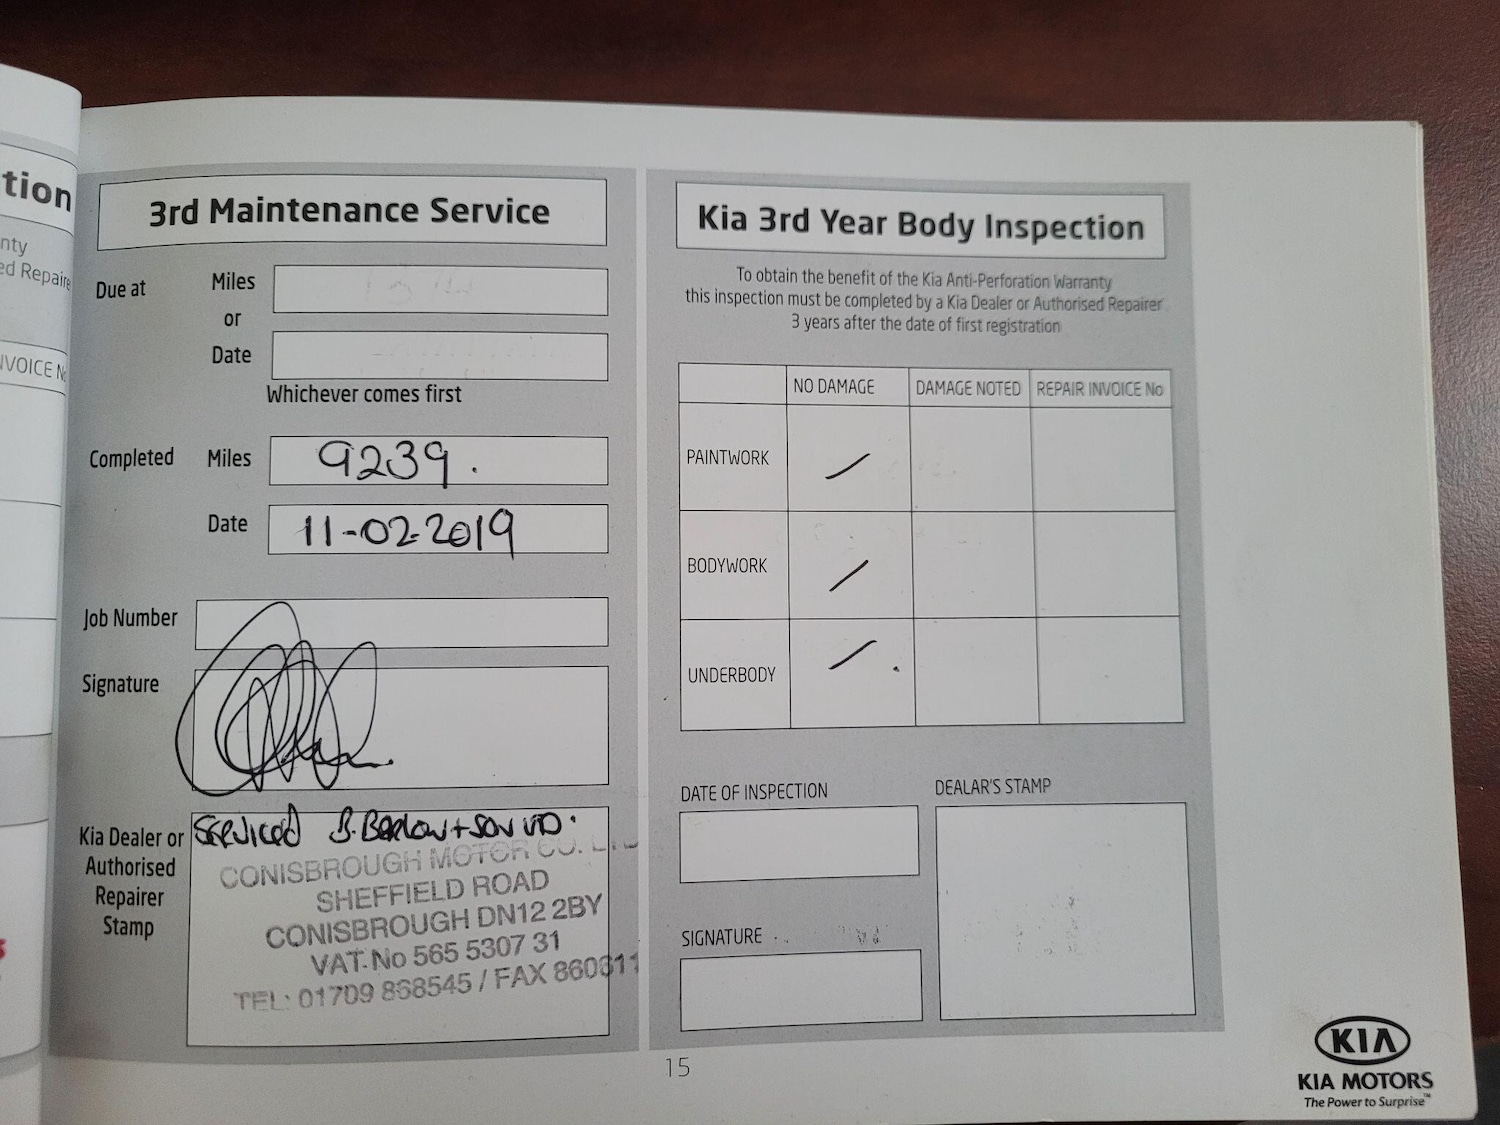 tion
nty
ed Repaire
NVOICE N
3rd Maintenance Service
Due at
Miles
or
Date
Whichever comes first
Completed
Miles
9239.
Date
11-02-2019
Job Number
Signature
Kia Dealer or
Authorised
Repairer
Stamp
Serviced B. Barlow + Son
CONISBROUGH MOTOR CO. LTD
SHEFFIELD ROAD
CONISBROUGH DN12 2BY
VAT. No 565 5307 31
TEL: 01709 868545 / FAX 860611
Kia 3rd Year Body Inspection
To obtain the benefit of the Kia Anti-Perforation Warranty
this inspection must be completed by a Kia Dealer or Authorised Repairer
3 years after the date of first registration
NO DAMAGE DAMAGE NOTED REPAIR INVOICE No
PAINTWORK
BODYWORK
UNDERBODY
DATE OF INSPECTION
DEALAR'S STAMP
SIGNATURE
15
KIA
KIA MOTORS
The Power to Surprise™